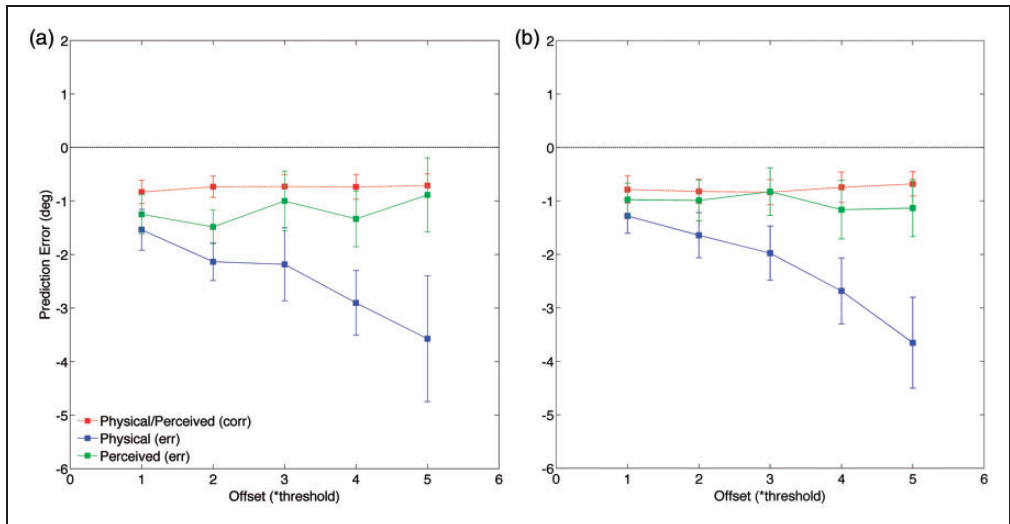 (a)
(b)
2
1
0
-1
-2
-3
-4
-5
-6
Prediction Error (deg)
Physical/Perceived (corr)
Physical (err)
Perceived (err)
0 1 2 3 4 5 6
Offset (*threshold)
2
1
0
-1
-2
-3
-4
-5
-6
0 1 2 3 4 5 6
Offset (*threshold)